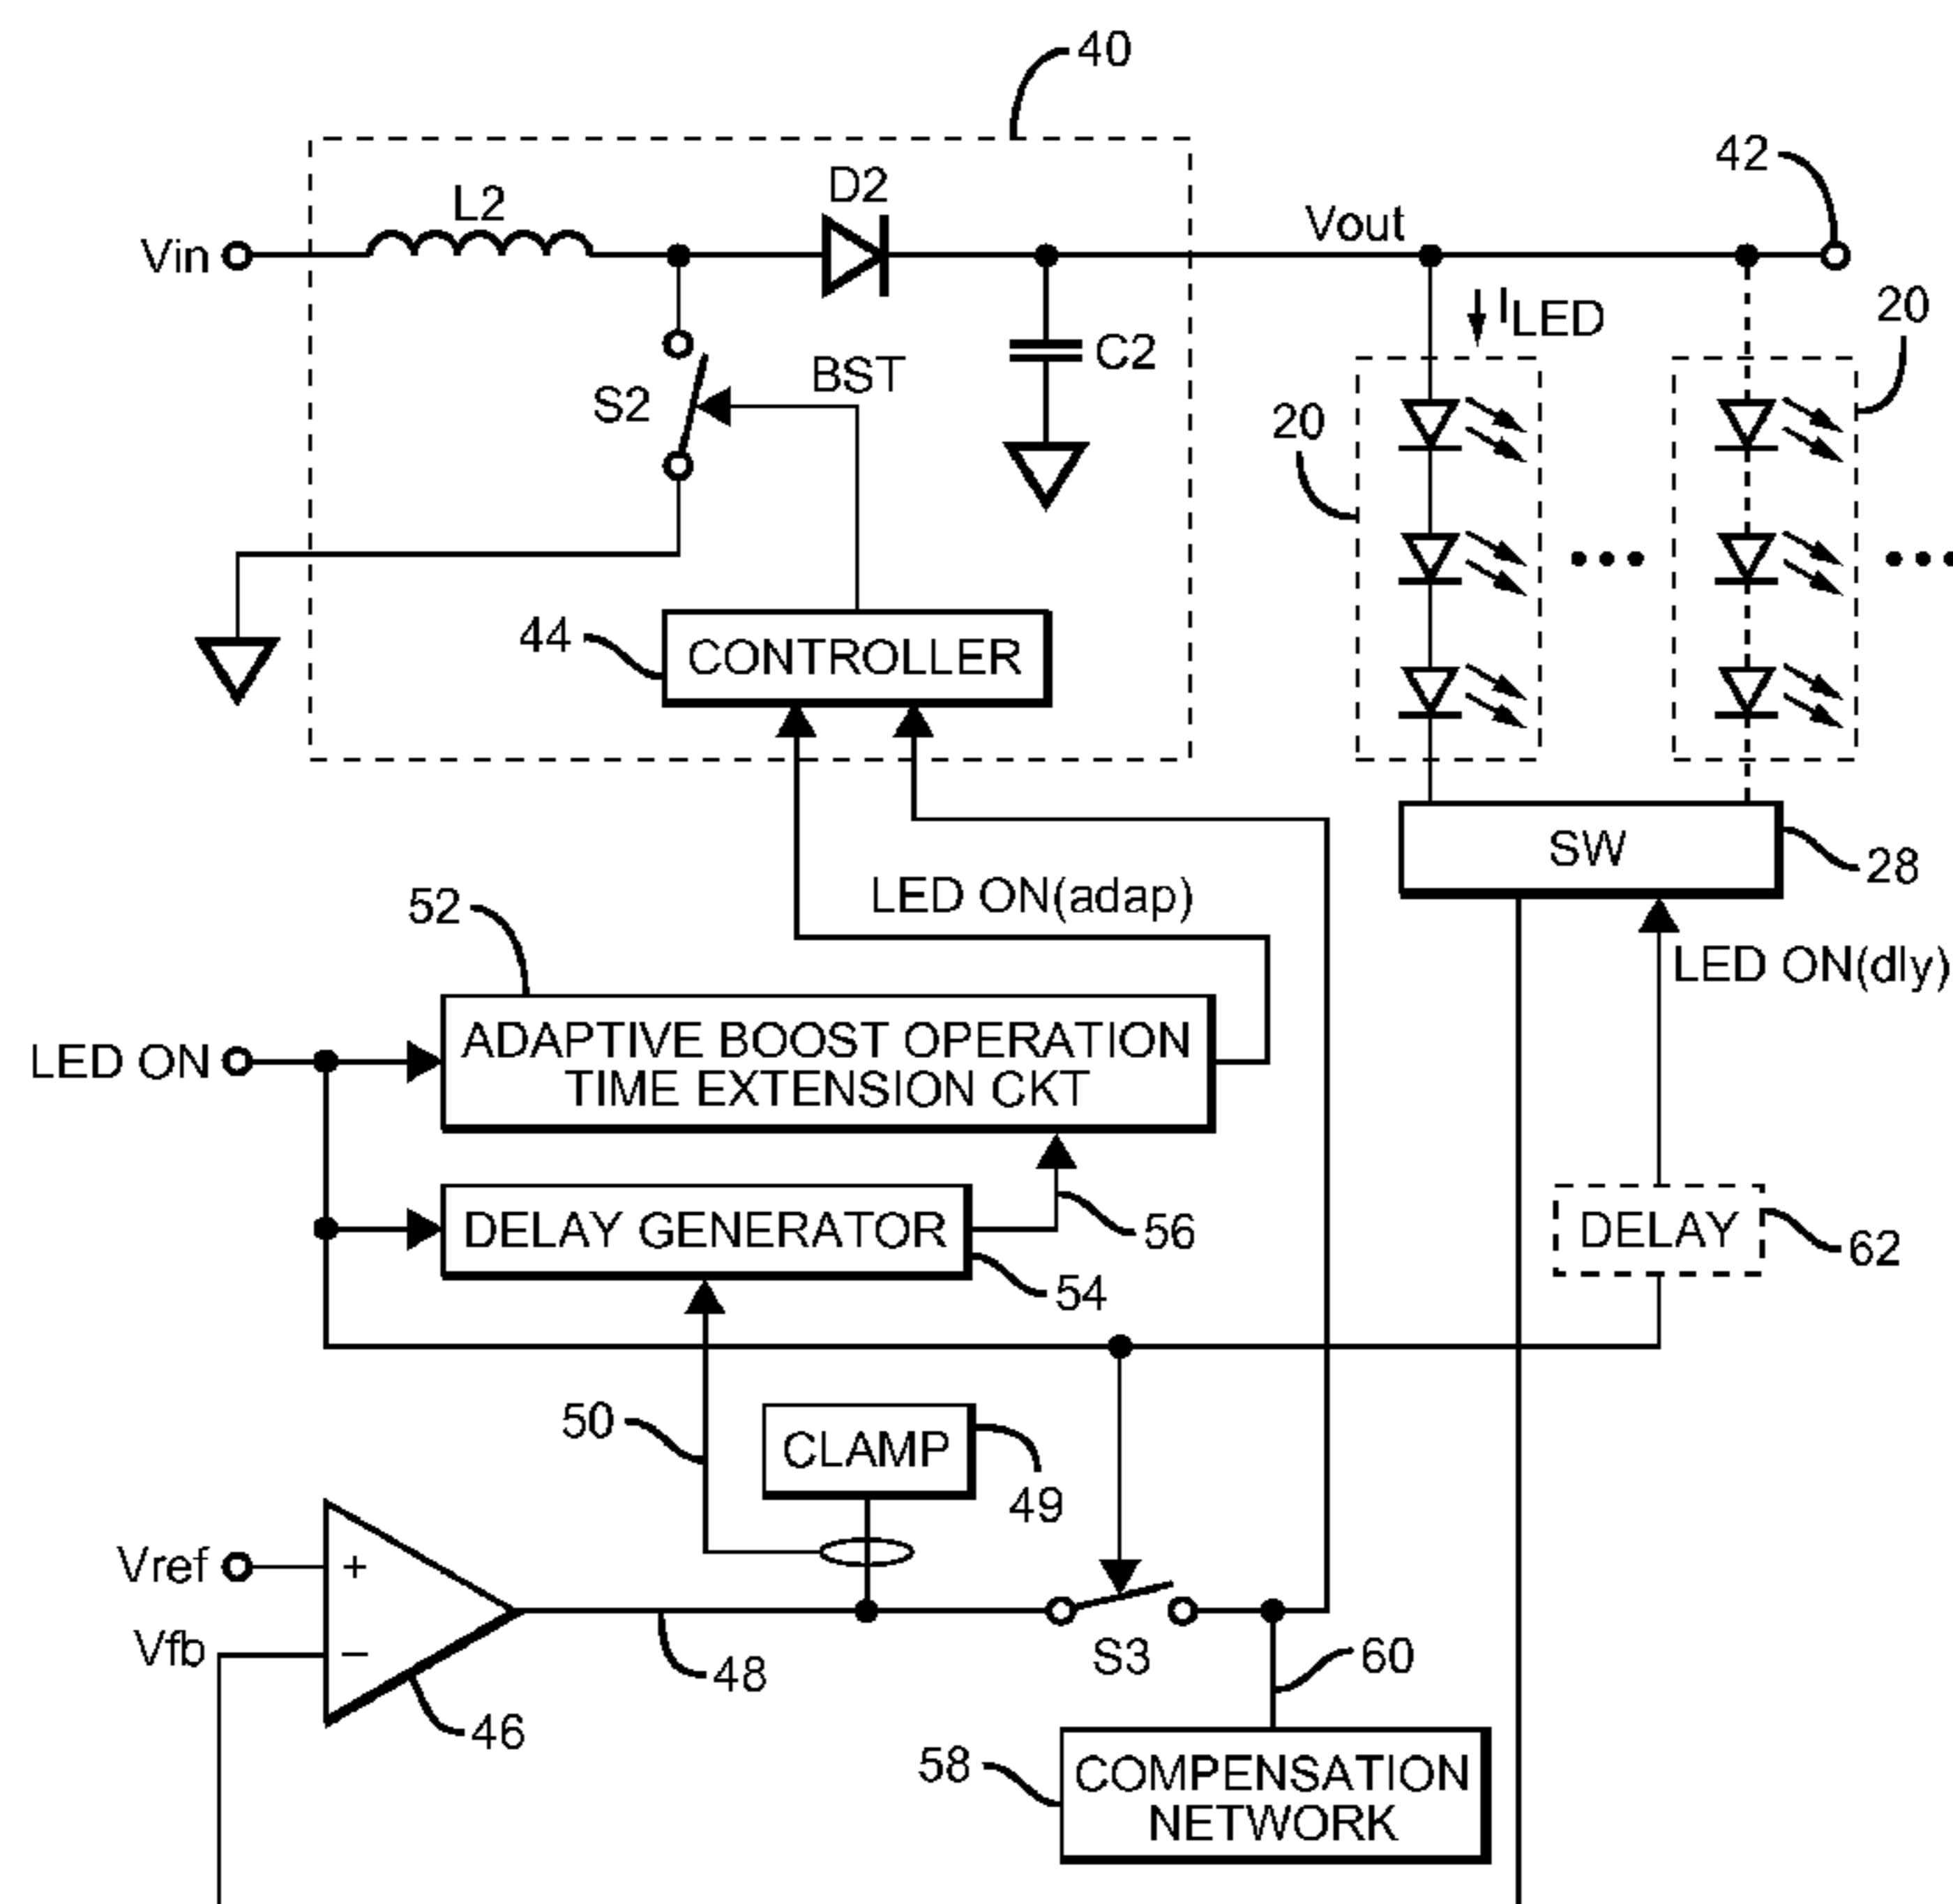 40
42
L2
D2
Vout
Vin
ILED
20
C2
BST
S2
20
44
CONTROLLER
SW
28
LED ON(adap)
52
LED ON(dly)
ADAPTIVE BOOST OPERATION
TIME EXTENSION CKT
LED ON
DELAY GENERATOR
56
DELAY
62
54
50
CLAMP
49
Vref
+
Vfb
−
S3
60
48
46
58
COMPENSATION
NETWORK